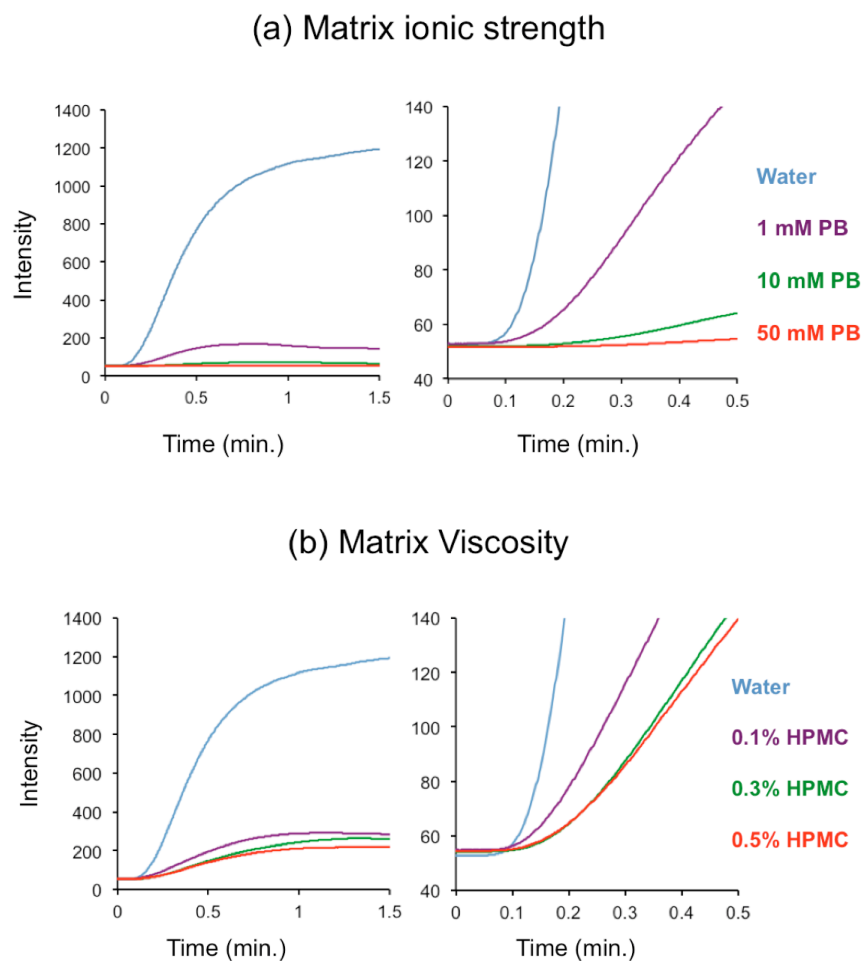 (a) Matrix ionic strength
Intensity
1400
1200
1000
800
600
400
200
0
0 0.5 1 1.5
Time (min.)
140
120
100
80
60
40
0 0.1 0.2 0.3 0.4 0.5
Time (min.)
Water
1 mM PB
10 mM PB
50 mM PB
(b) Matrix Viscosity
Intensity
1400
1200
1000
800
600
400
200
0
0 0.5 1 1.5
Time (min.)
140
120
100
80
60
40
0 0.1 0.2 0.3 0.4 0.5
Time (min.)
Water
0.1% HPMC
0.3% HPMC
0.5% HPMC